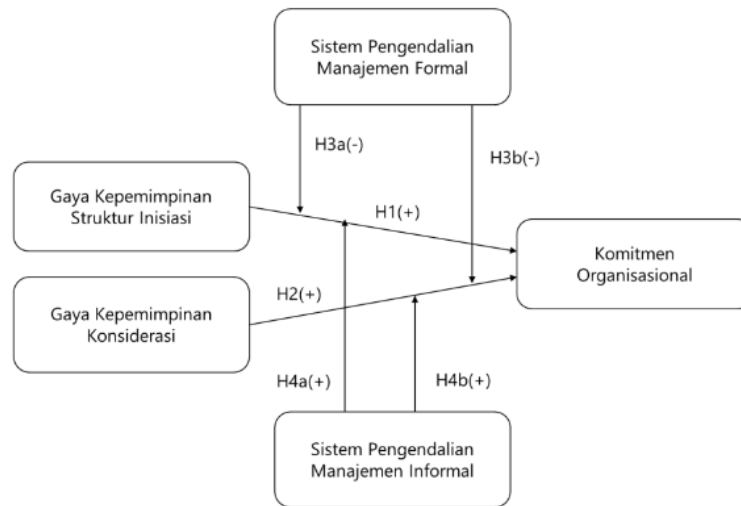 Sistem Pengendalian
Manajemen Formal
H3a(-)
H3b(-)
Gaya Kepemimpinan
Struktur Inisiasi
H1(+)
Komitmen
Organisasional
H2(+)
Gaya Kepemimpinan
Konsiderasi
H4a(+)
H4b(+)
Sistem Pengendalian
Manajemen Informal